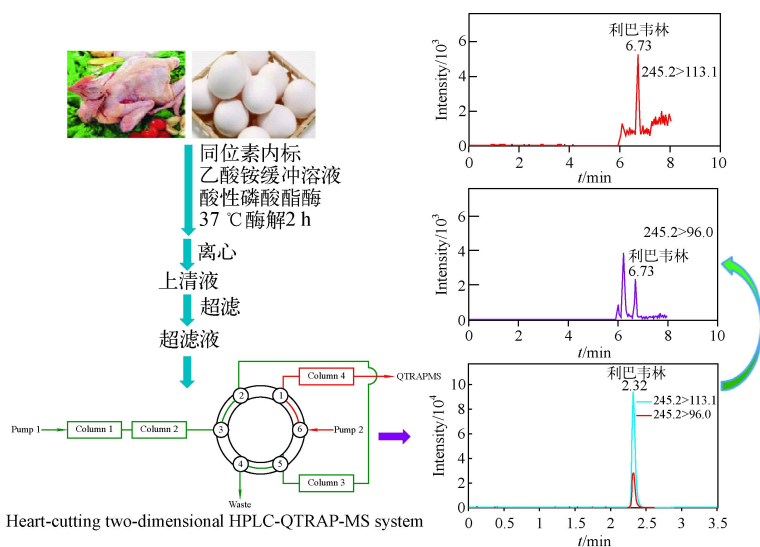 同位素内标
乙酸铵缓冲溶液
酸性磷酸酯酶
37 ℃酶解2 h
离心
上清液
超滤
超滤液
Pump 1
Column 1
Column 2
Column 4
QTRAPMS
Pump 2
Column 3
Waste
1
2
3
4
5
6
Heart-cutting two-dimensional HPLC-QTRAP-MS system
Intensity/10³
6
4
2
0
利巴韦林
6.73
245.2>113.1
0 2 4 6 8 10
t/min
Intensity/10³
6
4
2
0
245.2>96.0
利巴韦林
6.73
0 2 4 6 8 10
t/min
Intensity/10⁴
10
8
6
4
2
0
利巴韦林
2.32
245.2>113.1
245.2>96.0
0 0.5 1 1.5 2 2.5 3 3.5
t/min